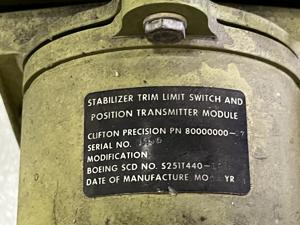 STABILIZER TRIM LIMIT SWITCH AND
POSITION TRANSMITTER MODULE
CLIFTON PRECISION PN 80000000-
SERIAL NO.
MODIFICATION
BOEING SCD NO. S251T440-
DATE OF MANUFACTURE MO YR